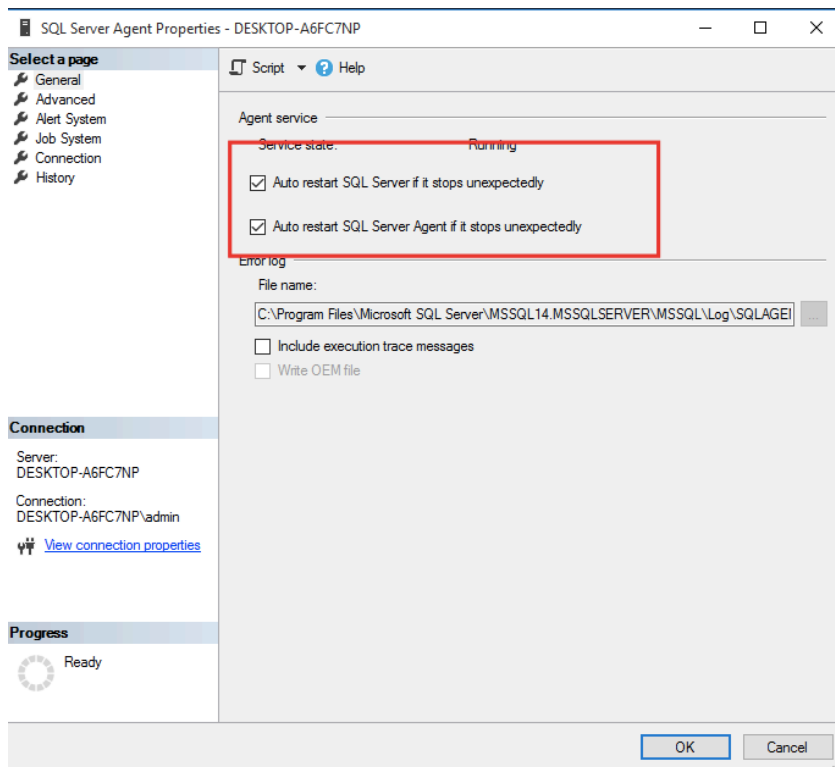 SQL Server Agent Properties - DESKTOP-A6FC7NP
Select a page
General
Advanced
Alert System
Job System
Connection
History
Script
Help
Agent service
Service state: Running
Auto restart SQL Server if it stops unexpectedly
Auto restart SQL Server Agent if it stops unexpectedly
Error log
File name:
C:\Program Files\Microsoft SQL Server\MSSQL14.MSSQLSERVER\MSSQL\Log\SQLAGE
...
Include execution trace messages
Write OEM file
Connection
Server:
DESKTOP-A6FC7NP
Connection:
DESKTOP-A6FC7NP\admin
View connection properties
Progress
Ready
OK
Cancel